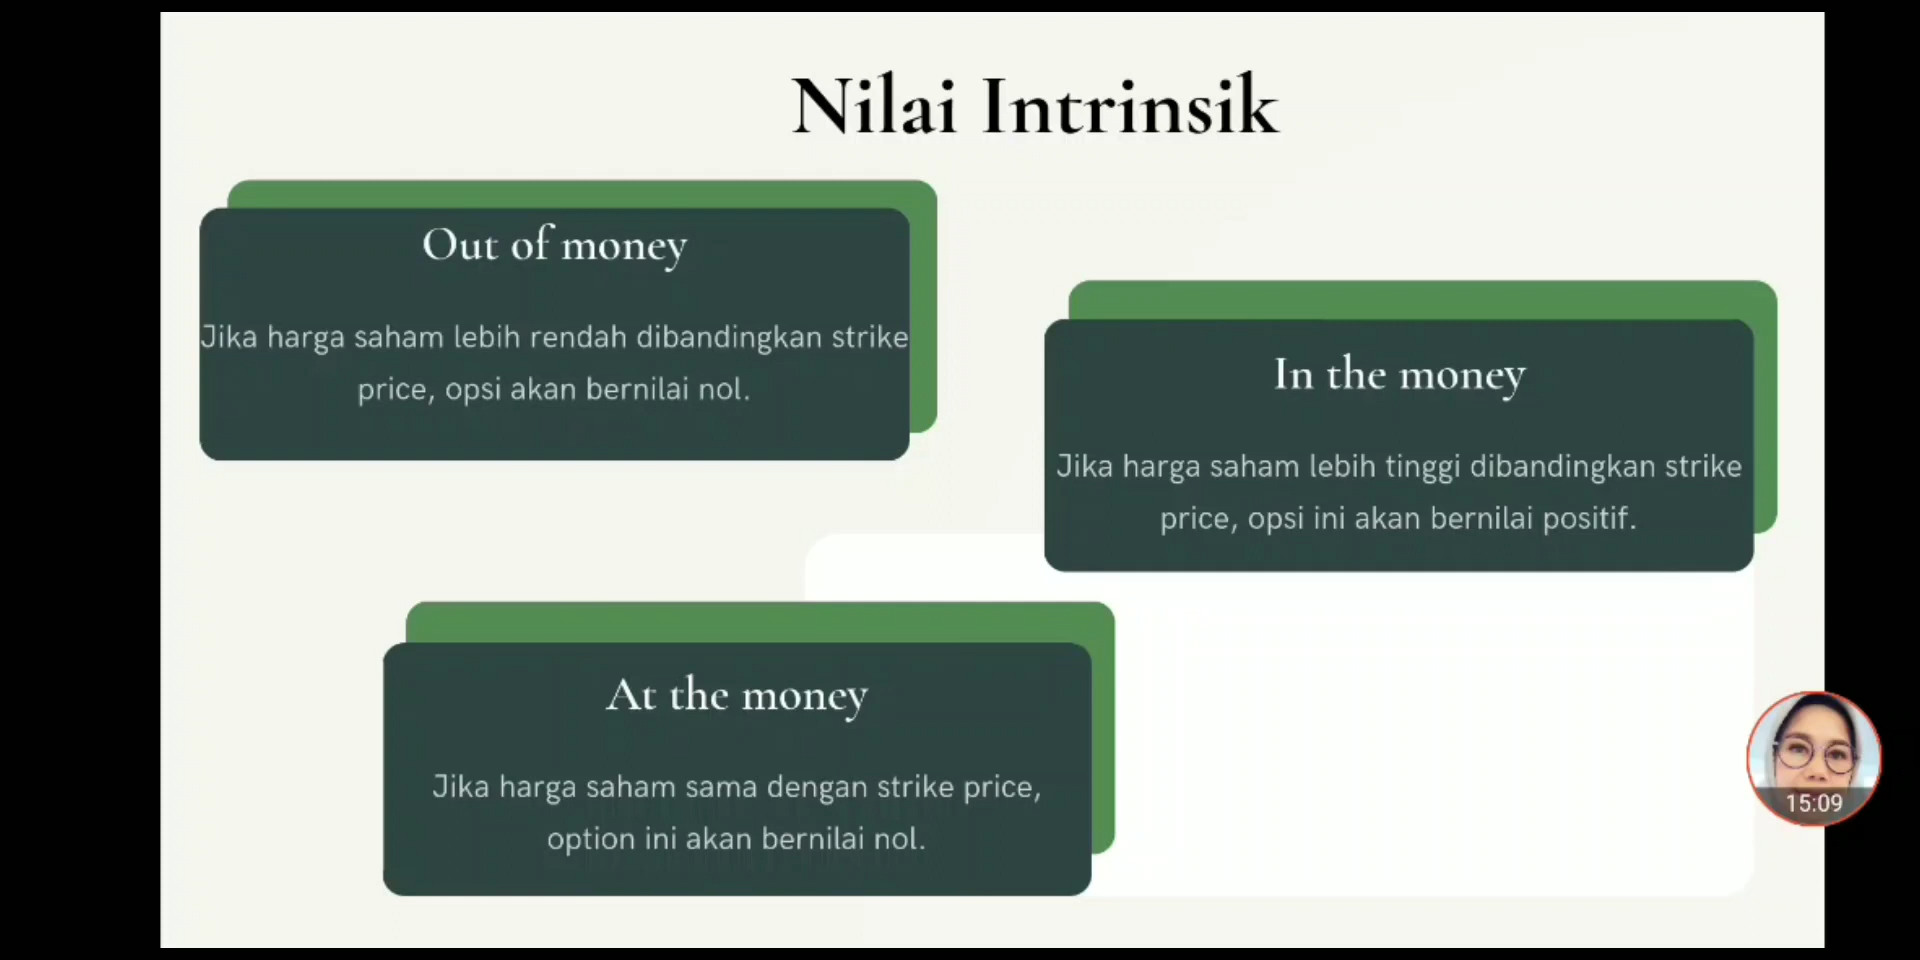 Nilai Intrinsik
Out of money
Jika harga saham lebih rendah dibandingkan strike
price, opsi akan bernilai nol.
In the money
Jika harga saham lebih tinggi dibandingkan strike
price, opsi ini akan bernilai positif.
At the money
Jika harga saham sama dengan strike price,
option ini akan bernilai nol.
15:09